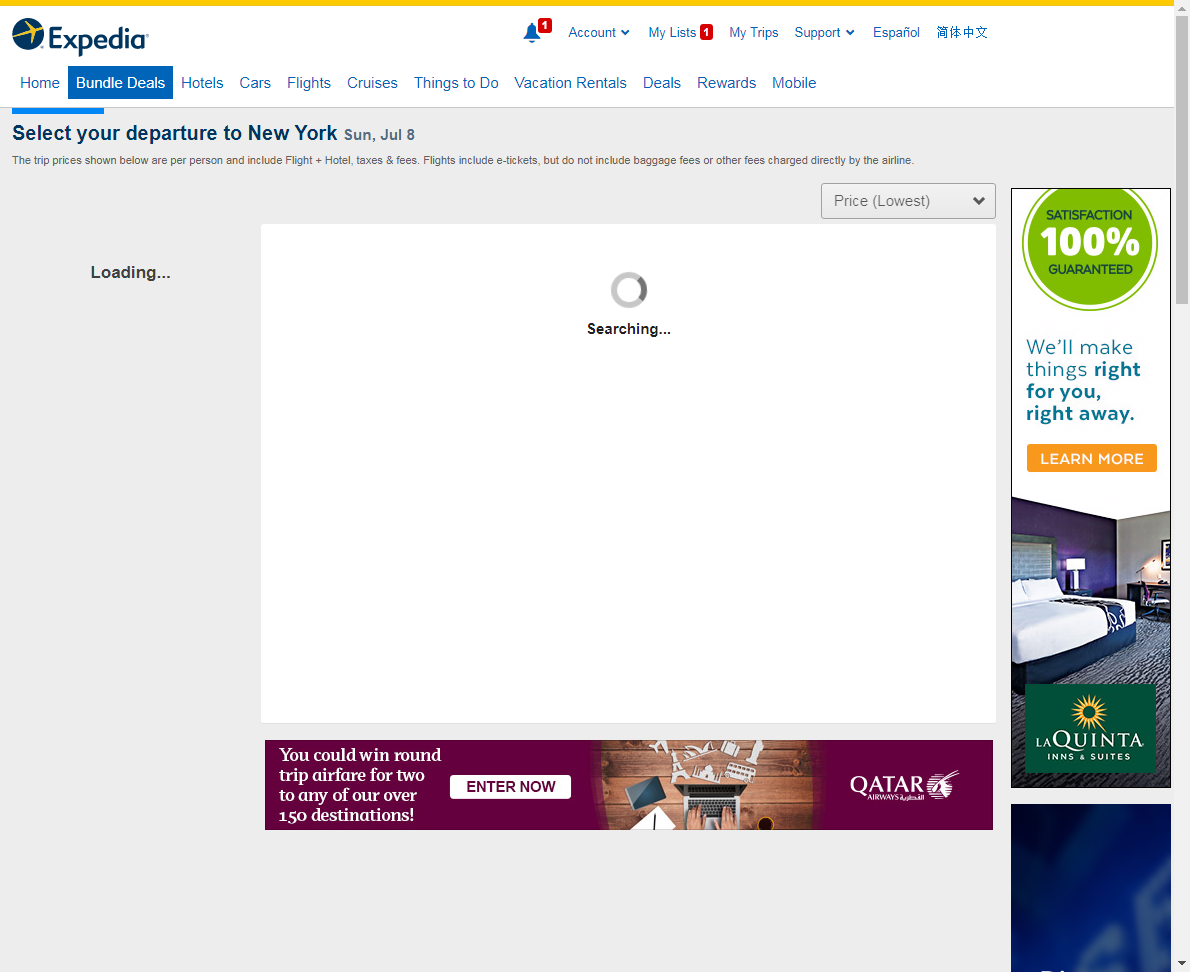 Expedia
1
Account
My Lists 1
My Trips
Support
Español
简体中文
Home
Bundle Deals
Hotels
Cars
Flights
Cruises
Things to Do
Vacation Rentals
Deals
Rewards
Mobile
Select your departure to New York Sun, Jul 8
The trip prices shown below are per person and include Flight + Hotel, taxes & fees. Flights include e-tickets, but do not include baggage fees or other fees charged directly by the airline.
Price (Lowest)
Loading...
Searching...
SATISFACTION
100%
GUARANTEED
We'll make
things right
for you,
right away.
LEARN MORE
LAQUINTA
INNS & SUITES
You could win round
trip airfare for two
to any of our over
150 destinations!
ENTER NOW
QATAR
AIRWAYS القطرية